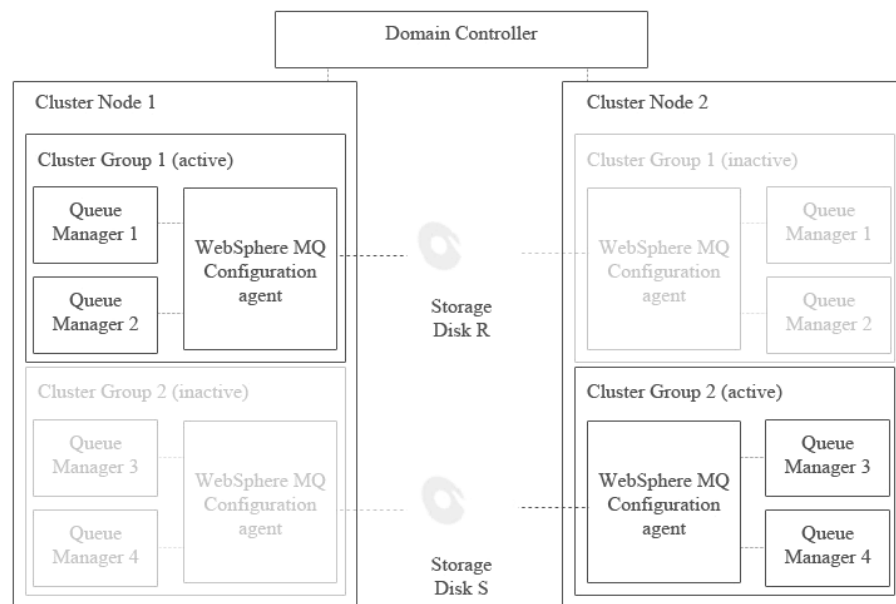 Domain Controller
Cluster Node 1
Cluster Group 1 (active)
Queue
Manager 1
Queue
Manager 2
WebSphere MQ
Configuration
agent
Cluster Group 2 (inactive)
Queue
Manager 3
Queue
Manager 4
WebSphere MQ
Configuration
agent
Storage
Disk R
Storage
Disk S
Cluster Node 2
Cluster Group 1 (inactive)
WebSphere MQ
Configuration
agent
Queue
Manager 1
Queue
Manager 2
Cluster Group 2 (active)
WebSphere MQ
Configuration
agent
Queue
Manager 3
Queue
Manager 4